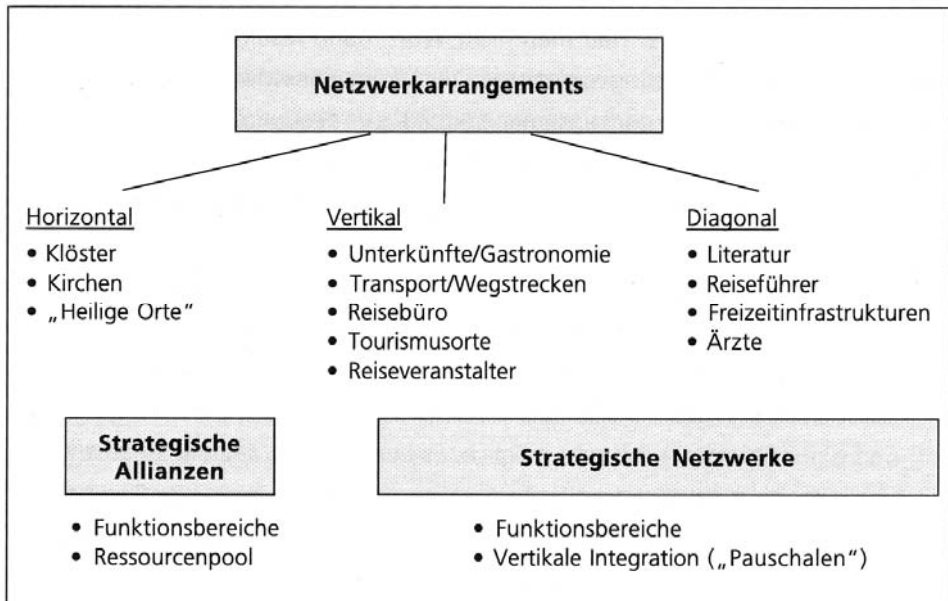 Netzwerkarrangements
Horizontal
• Klöster
• Kirchen
• „Heilige Orte“
Vertikal
• Unterkünfte/Gastronomie
• Transport/Wegstrecken
• Reisebüro
• Tourismusorte
• Reiseveranstalter
Diagonal
• Literatur
• Reiseführer
• Freizeitinfrastrukturen
• Ärzte
Strategische
Allianzen
• Funktionsbereiche
• Ressourcenpool
Strategische Netzwerke
• Funktionsbereiche
• Vertikale Integration („Pauschalen“)